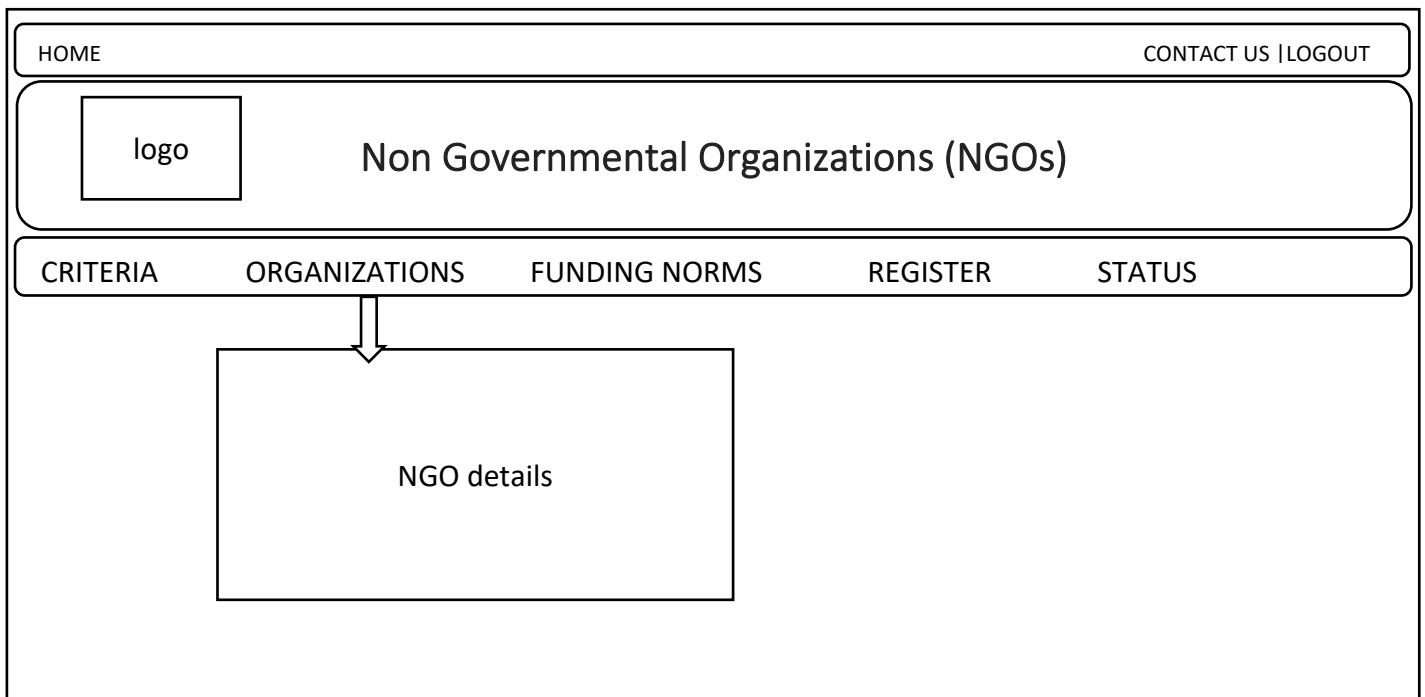 HOME CONTACT US |LOGOUT
logo Non Governmental Organizations (NGOs)
CRITERIA ORGANIZATIONS FUNDING NORMS REGISTER STATUS
NGO details